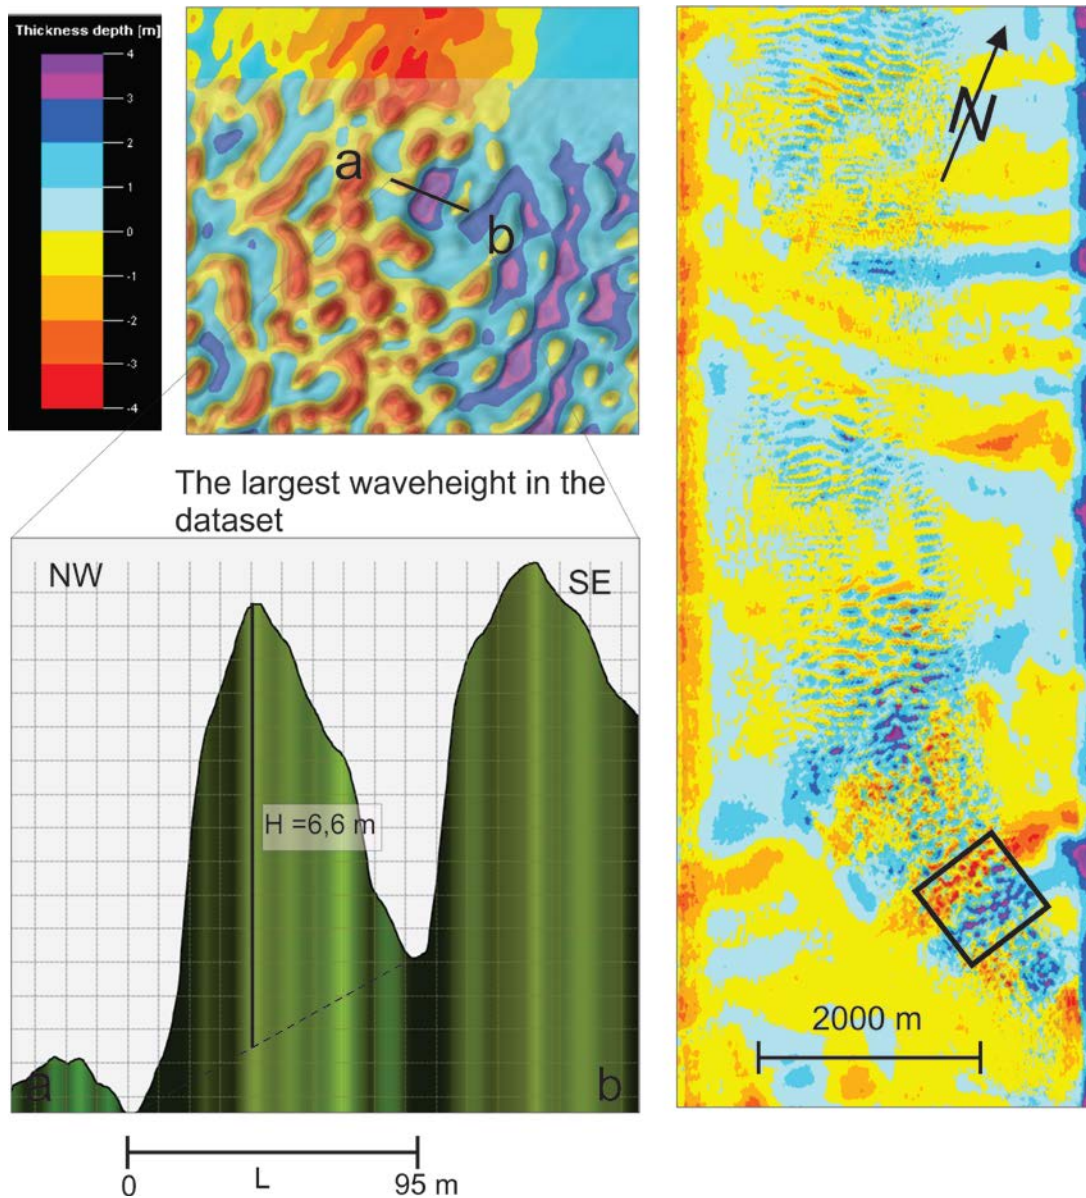 Thickness depth [m]
4
3
2
1
0
-1
-2
-3
-4
a
b
N
The largest waveheight in the
dataset
NW
SE
H =6,6 m
a
b
0
L
95 m
2000 m